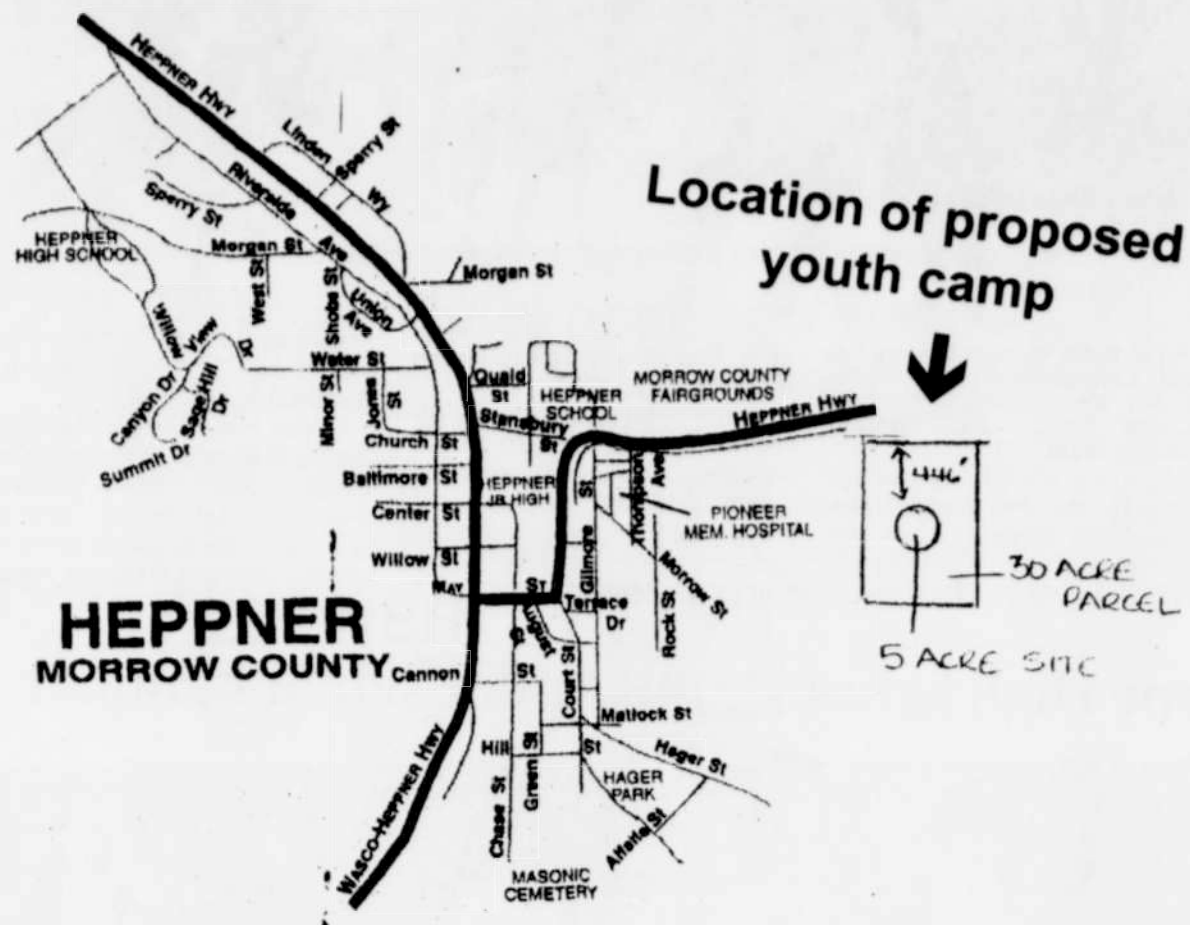 HEPPNER HWY
Linden Wy
Sperry St
Riverside Ave
Sperry St
HEPPNER
HIGH SCHOOL
Morgan St
Morgan St
West St
Shobe St
Union
Ave
Willow View Dr
Canyon Dr
Sage Hill
Dr
Summit Dr
Water St
Minor St
Jones St
Quaid
St
HEPPNER
SCHOOL
MORROW COUNTY
FAIRGROUNDS
HEPPNER HWY
Location of proposed
youth camp
Stansbury St
Church St
Baltimore St
HEPPNER
JR. HIGH
Center St
Willow St
MAY ST
Gilmore St
Thompson Ave
PIONEER
MEM. HOSPITAL
Morrow St
Terrace
Dr
Rock St
446'
30 ACRE
PARCEL
5 ACRE SITE
HEPPNER
MORROW COUNTY
Cannon St
August St
Court St
Matlock St
Hill St
Hager St
Chase St
Green St
HAGER
PARK
Alfalfa St
WASCO-HEPPNER HWY
MASONIC
CEMETERY